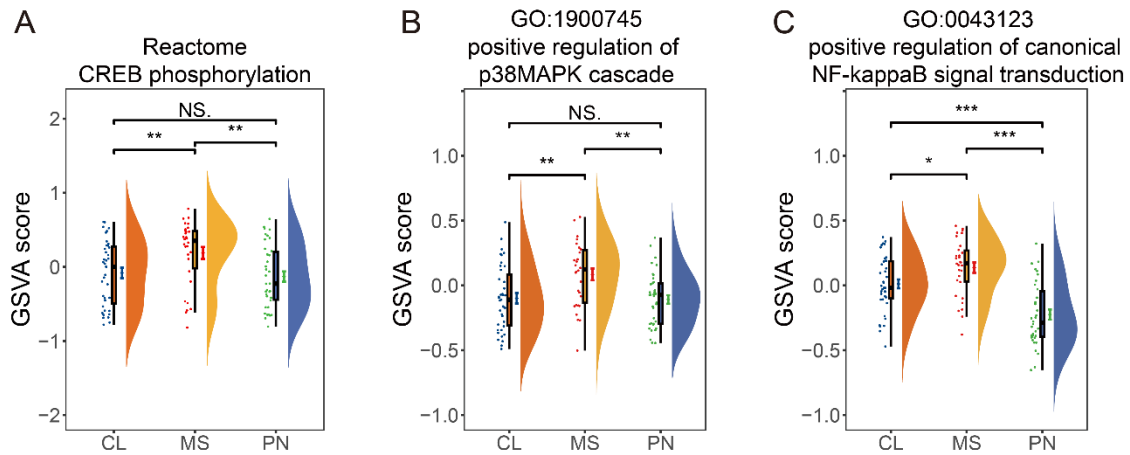 A
Reactome
CREB phosphorylation
GSVA score
2
1
0
−1
−2
NS.
**
**
CL
MS
PN
B
GO:1900745
positive regulation of
p38MAPK cascade
GSVA score
1.0
0.5
0.0
−0.5
−1.0
NS.
**
**
CL
MS
PN
C
GO:0043123
positive regulation of canonical
NF-kappaB signal transduction
GSVA score
1.0
0.5
0.0
−0.5
−1.0
***
***
*
CL
MS
PN